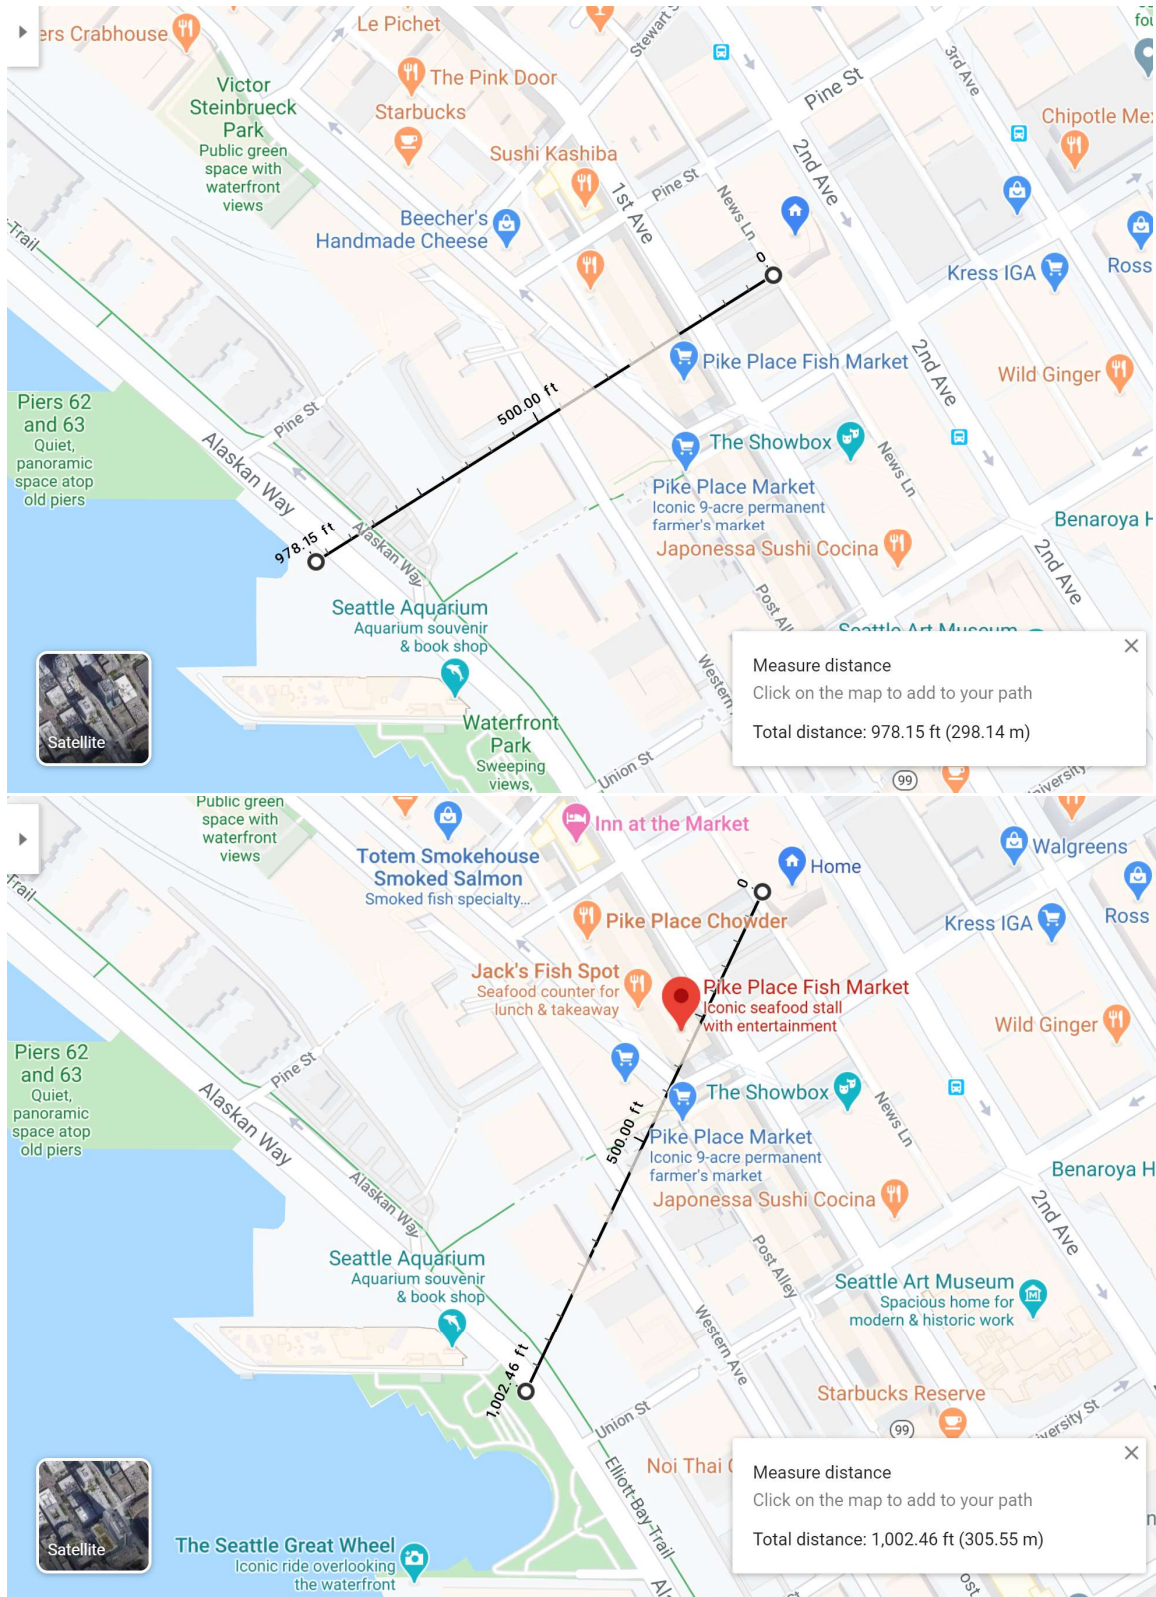 ers Crabhouse
Le Pichet
Stewart S
The Pink Door
Starbucks
Victor
Steinbrueck
Park
Public green
space with
waterfront
views
Sushi Kashiba
Pine St
Pine St
3rd Ave
2nd Ave
Chipotle Mex
1st Ave
News Ln
Beecher's
Handmade Cheese
Kress IGA
Ross
-Trail
0
2nd Ave
Pike Place Fish Market
Wild Ginger
Piers 62
and 63
Quiet,
panoramic
space atop
old piers
Pine St
500.00 ft
Alaskan Way
The Showbox
News Ln
Pike Place Market
Iconic 9-acre permanent
farmer's market
Benaroya H
978.15 ft
Alaskan Way
Japonessa Sushi Cocina
2nd Ave
Seattle Aquarium
Aquarium souvenir
& book shop
Post All
Seattle Art Museum
Western
Waterfront
Park
Sweeping
views,
Union St
Measure distance
Click on the map to add to your path
Total distance: 978.15 ft (298.14 m)
99
niversity
Satellite
Public green
space with
waterfront
views
Inn at the Market
Totem Smokehouse
Smoked Salmon
Smoked fish specialty...
Walgreens
Home
0
Trail
Pike Place Chowder
Kress IGA
Ross
Jack's Fish Spot
Seafood counter for
lunch & takeaway
Pike Place Fish Market
Iconic seafood stall
with entertainment
Wild Ginger
Piers 62
and 63
Quiet,
panoramic
space atop
old piers
Pine St
Alaskan Way
The Showbox
News Ln
500.00 ft
Pike Place Market
Iconic 9-acre permanent
farmer's market
Benaroya H
Alaskan Way
Japonessa Sushi Cocina
2nd Ave
Seattle Aquarium
Aquarium souvenir
& book shop
Post Alley
Seattle Art Museum
Spacious home for
modern & historic work
Western Ave
1,002.46 ft
Starbucks Reserve
Union St
99
iversity St
Noi Thai C
Elliott-Bay-Trail
Measure distance
Click on the map to add to your path
Total distance: 1,002.46 ft (305.55 m)
Satellite
The Seattle Great Wheel
Iconic ride overlooking
the waterfront
Al
ost